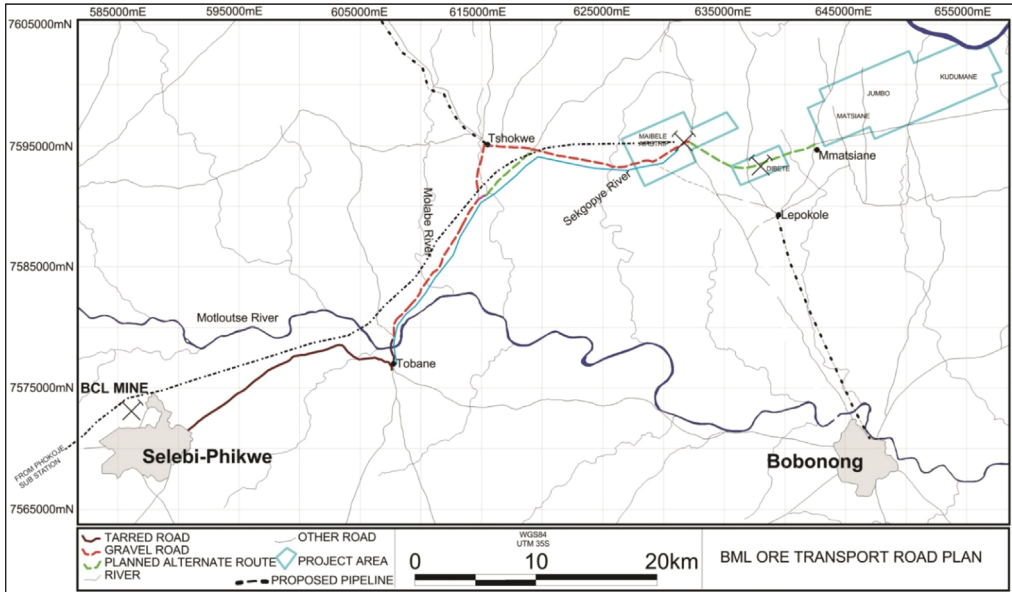 585000mE 595000mE 605000mE 615000mE 625000mE 635000mE 645000mE 655000mE
7605000mN
KUDUMANE
JUMBO
MATSIANE
Tshokwe
MAIBELE
7595000mN
Mmatsiane
DIBETE
Sekgopye River
Molabe River
Lepokole
7585000mN
Motloutse River
Tobane
7575000mN
BCL MINE
Selebi-Phikwe
Bobonong
FROM PHOKOJE
SUB STATION
7565000mN
TARRED ROAD
GRAVEL ROAD
PLANNED ALTERNATE ROUTE
RIVER
OTHER ROAD
PROJECT AREA
PROPOSED PIPELINE
WGS84
UTM 35S
0 10 20km
BML ORE TRANSPORT ROAD PLAN